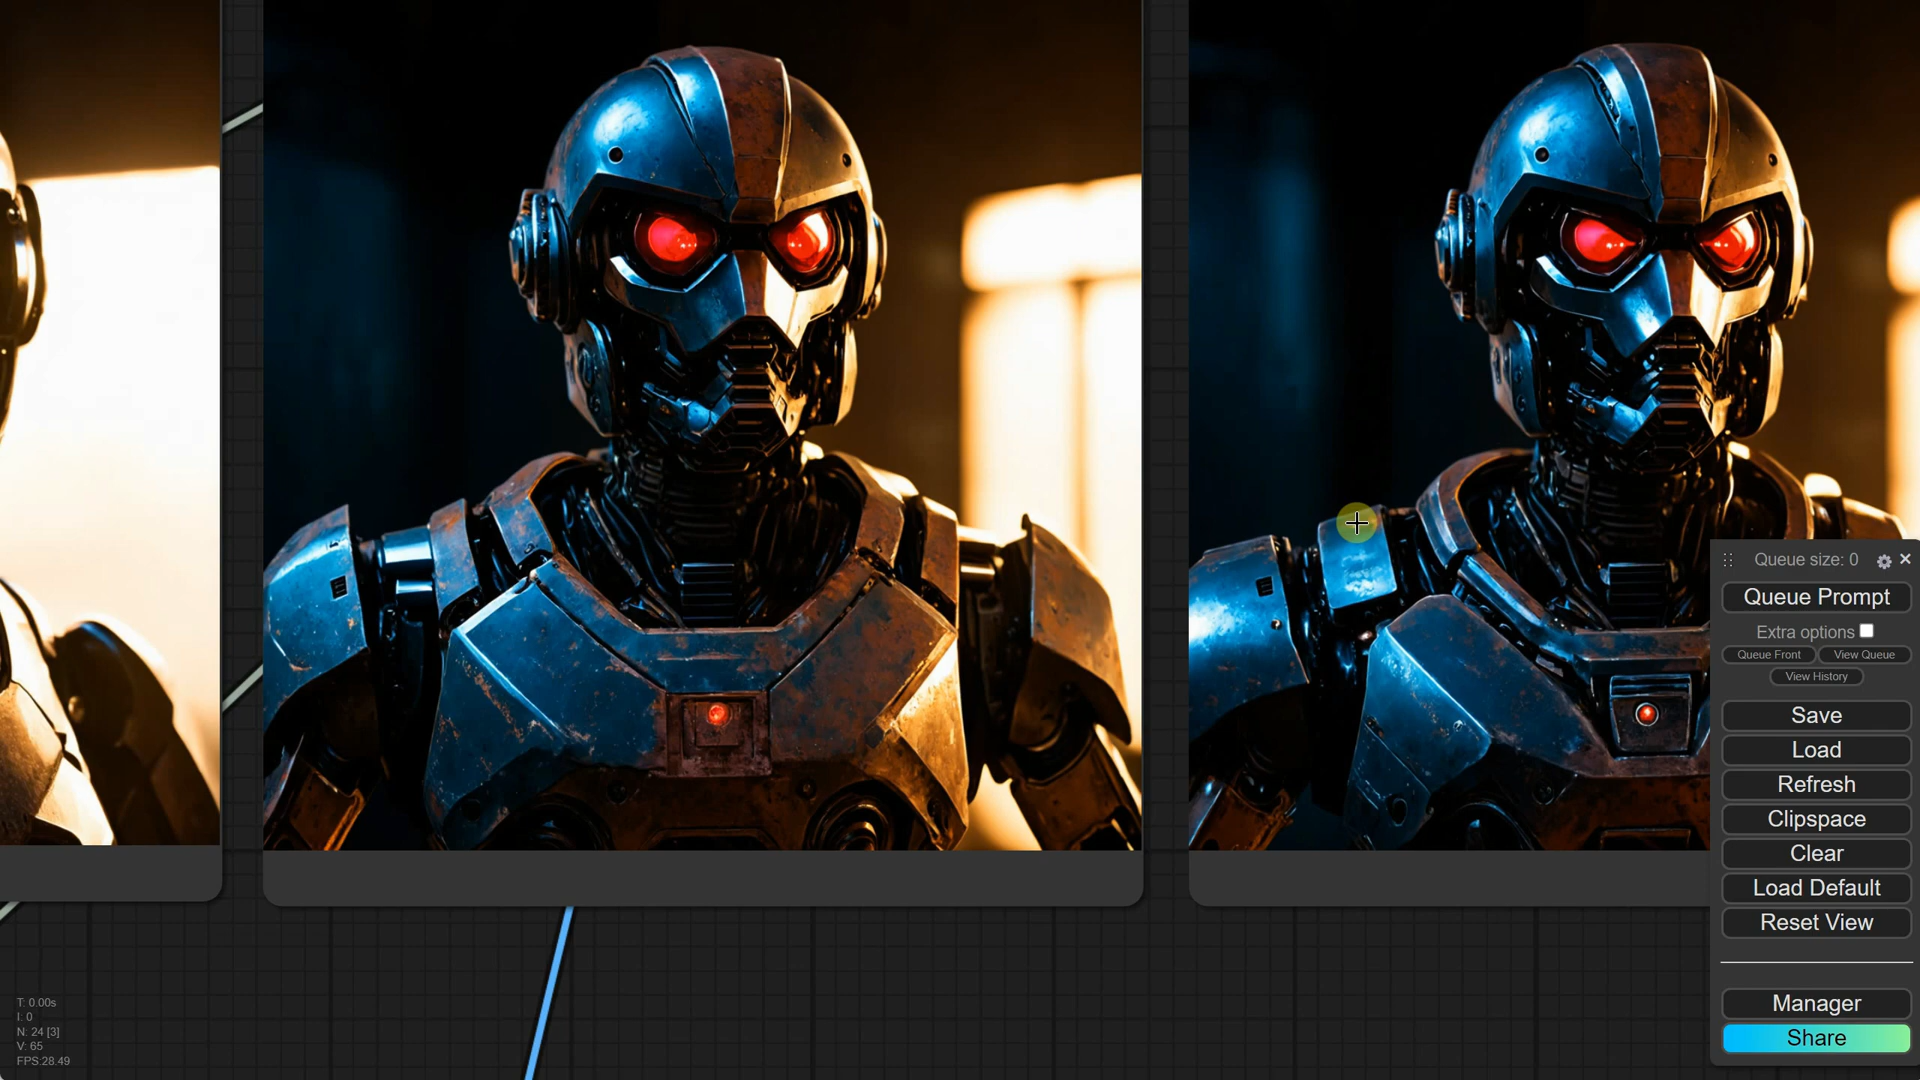 Queue size: 0
Queue Prompt
Extra options
Queue Front
View Queue
View History
Save
Load
Refresh
Clipspace
Clear
Load Default
Reset View
Manager
Share
T: 0.00s
I: 0
N: 24 [3]
V: 65
FPS:28.49